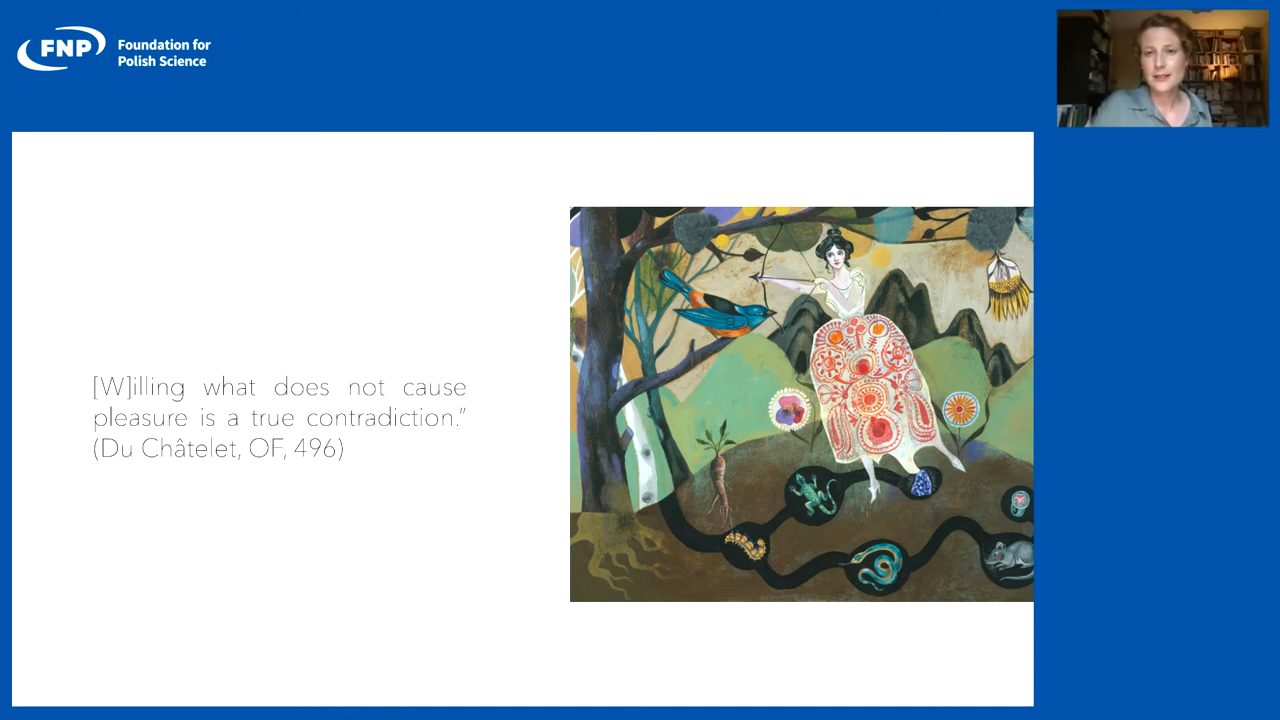 FNP
Foundation for
Polish Science
[W]illing what does not cause
pleasure is a true contradiction.”
(Du Châtelet, OF, 496)